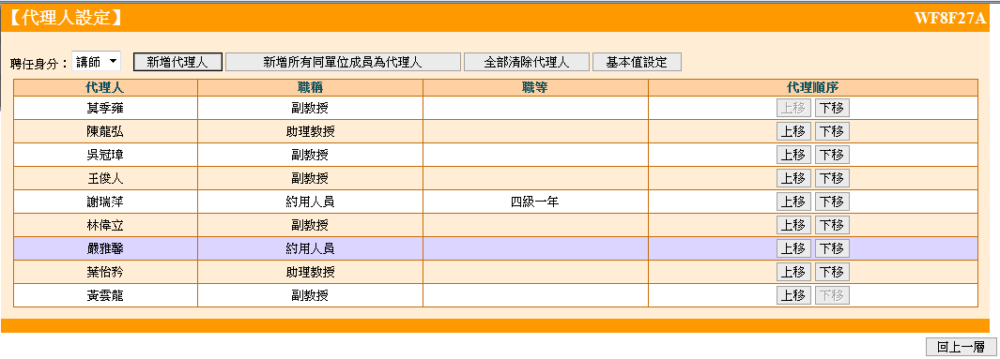 【代理人設定】 WF8F27A
聘任身分：講師 新增代理人 新增所有同單位成員為代理人 全部清除代理人 基本值設定
代理人 職稱 職等 代理順序
莫季雍 副教授 上移 下移
陳龍弘 助理教授 上移 下移
吳冠璋 副教授 上移 下移
王俊人 副教授 上移 下移
謝瑞萍 約用人員 四級一年 上移 下移
林偉立 副教授 上移 下移
嚴雅馨 約用人員 上移 下移
葉怡矜 助理教授 上移 下移
黃雲龍 副教授 上移 下移
回上一層